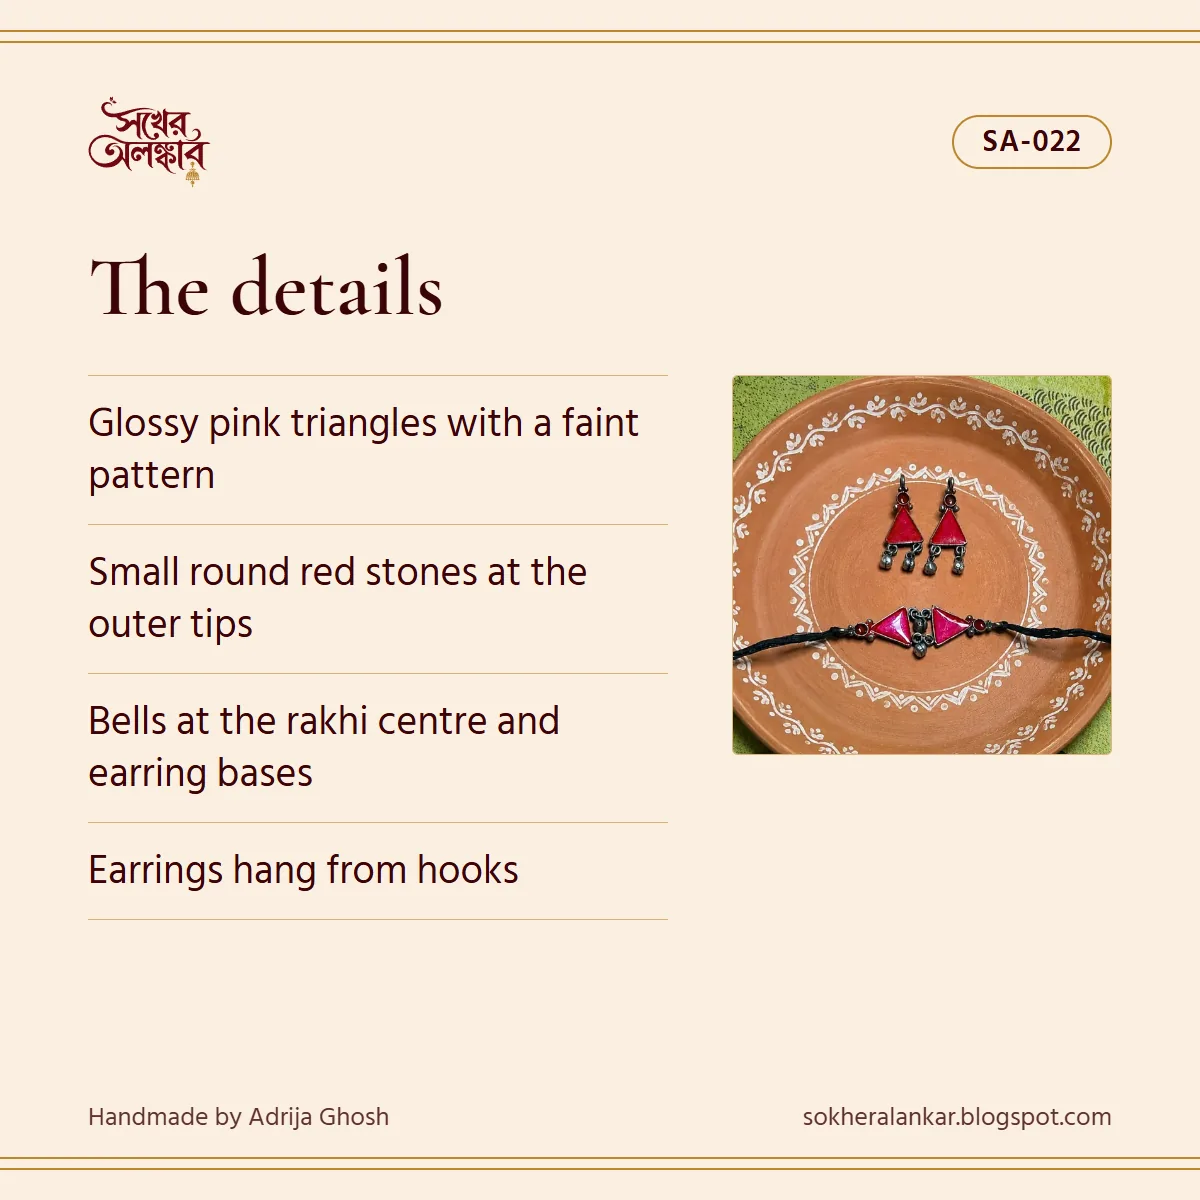 সখের
অলঙ্কার
SA-022
The details
Glossy pink triangles with a faint
pattern
Small round red stones at the
outer tips
Bells at the rakhi centre and
earring bases
Earrings hang from hooks
Handmade by Adrija Ghosh
sokheralankar.blogspot.com